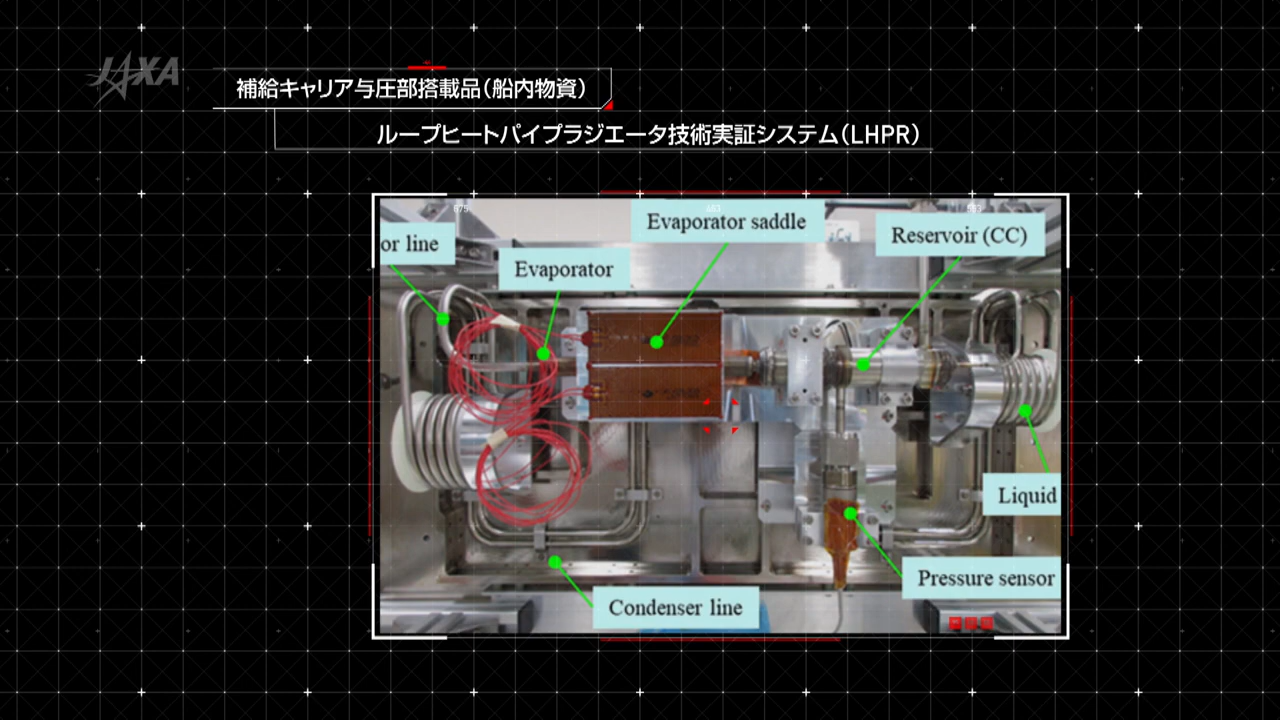 JAXA
補給キャリア与圧部搭載品(船内物資)
ループヒートパイプラジエータ技術実証システム(LHPR)
or line
Evaporator
Evaporator saddle
Reservoir (CC)
Liquid
Pressure sensor
Condenser line